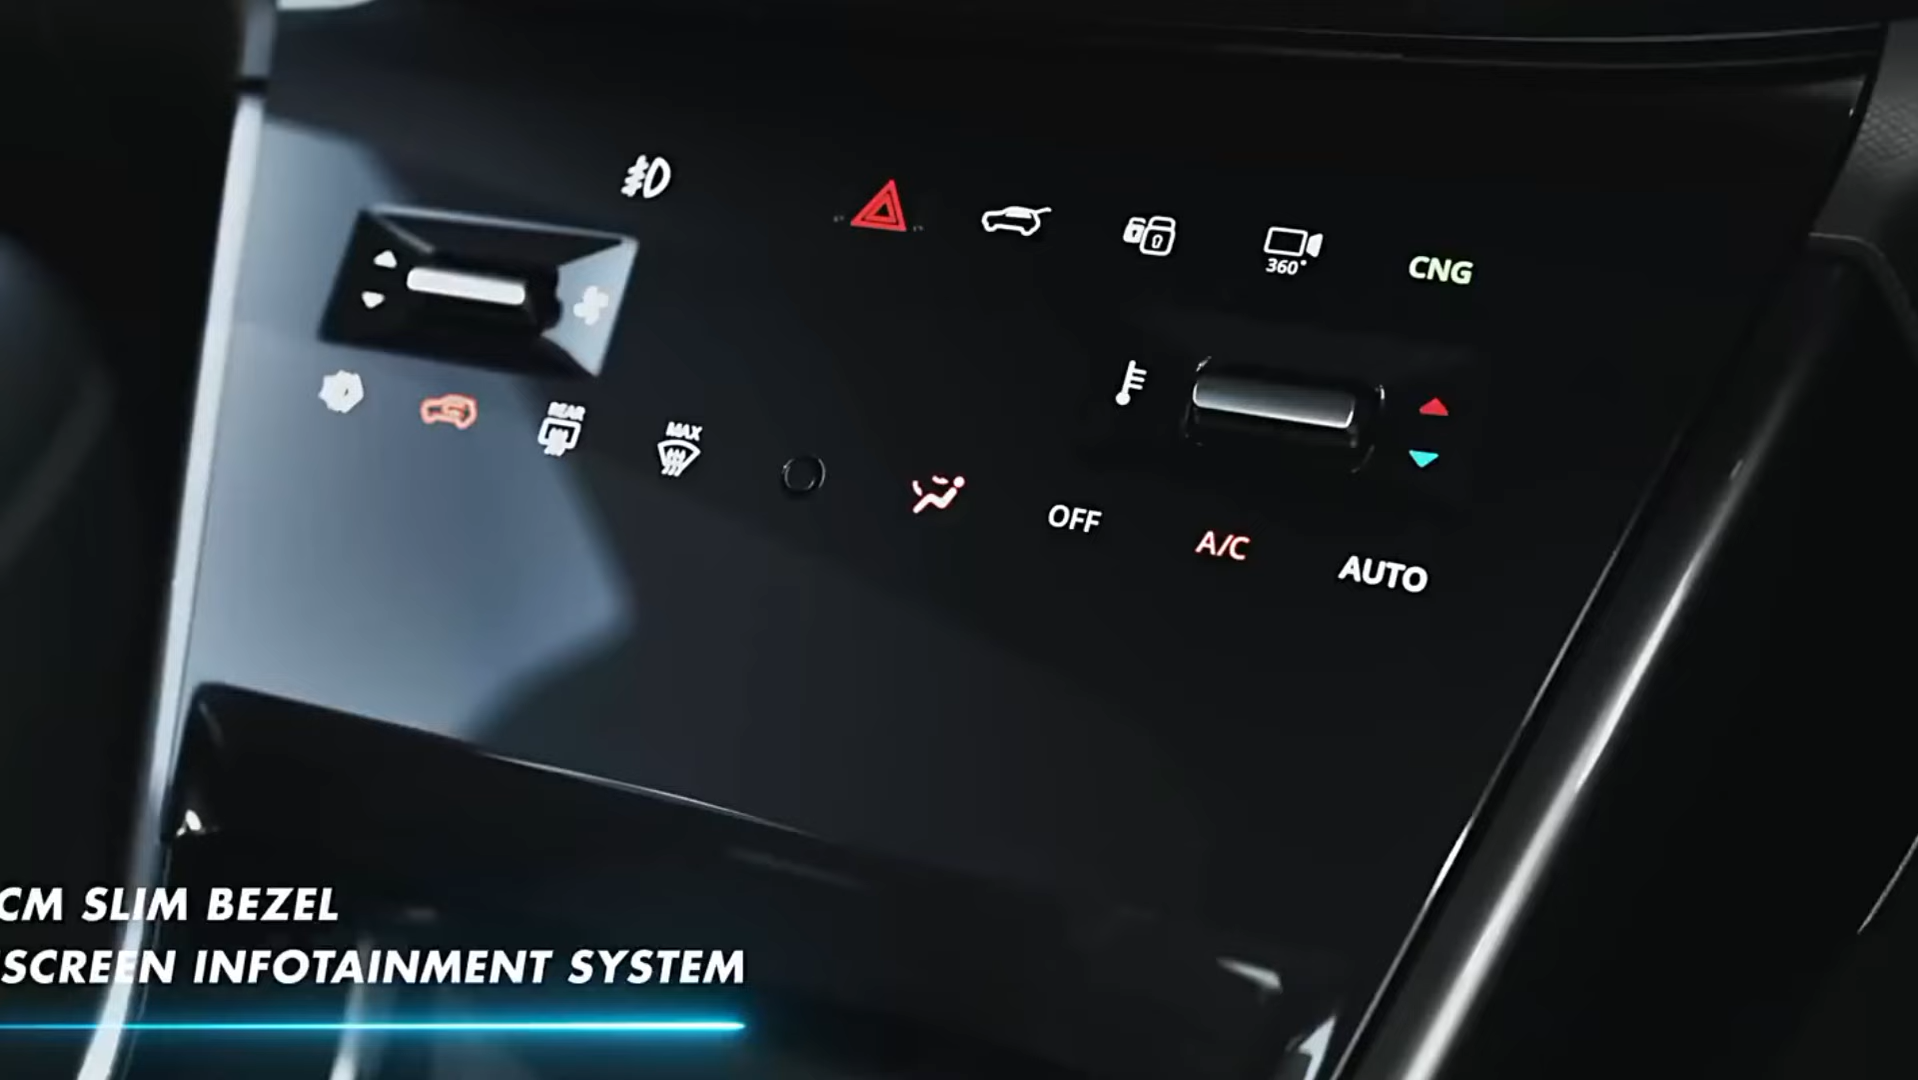 360°
CNG
REAR
MAX
OFF
A/C
AUTO
CM SLIM BEZEL
SCREEN INFOTAINMENT SYSTEM